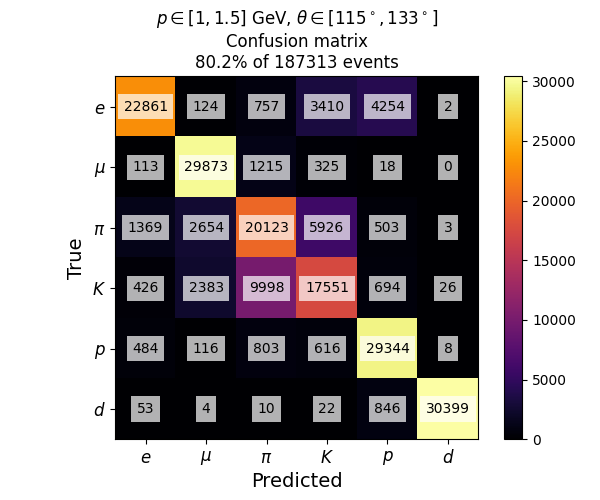 p ∈ [1, 1.5] GeV, θ ∈ [115°, 133°]
Confusion matrix
80.2% of 187313 events
True
e 22861 124 757 3410 4254 2
μ 113 29873 1215 325 18 0
π 1369 2654 20123 5926 503 3
K 426 2383 9998 17551 694 26
p 484 116 803 616 29344 8
d 53 4 10 22 846 30399
e μ π K p d
Predicted
30000
25000
20000
15000
10000
5000
0